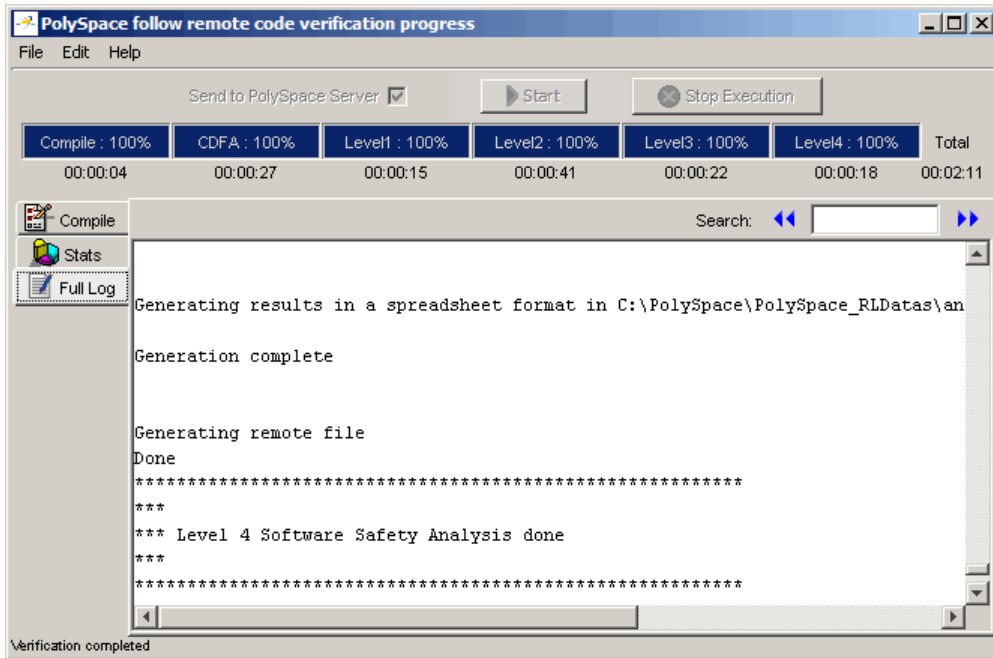 PolySpace follow remote code verification progress
File Edit Help
Send to PolySpace Server Start Stop Execution
Compile : 100% CDFA : 100% Level1 : 100% Level2 : 100% Level3 : 100% Level4 : 100% Total
00:00:04 00:00:27 00:00:15 00:00:41 00:00:22 00:00:18 00:02:11
Compile Search:
Stats
Full Log
Generating results in a spreadsheet format in C:\PolySpace\PolySpace_RLDatas\an
Generation complete
Generating remote file
Done
**********************************************************
***
*** Level 4 Software Safety Analysis done
***
**********************************************************
Verification completed